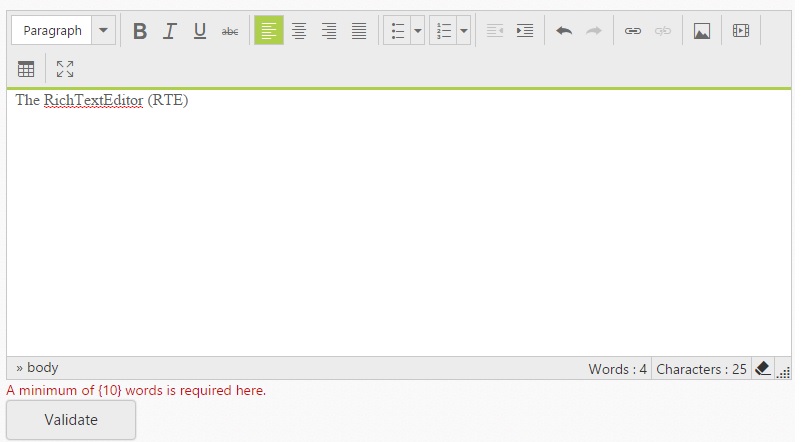 Paragraph B I U abc
The RichTextEditor (RTE)
» body Words : 4 Characters : 25
A minimum of {10} words is required here.
Validate